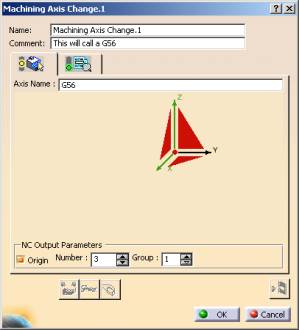 Machining Axis Change.1
Name: Machining Axis Change.1
Comment: This will call a G56
Axis Name : G56
Z
Y
X
NC Output Parameters
Origin Number : 3 Group : 1
OK Cancel